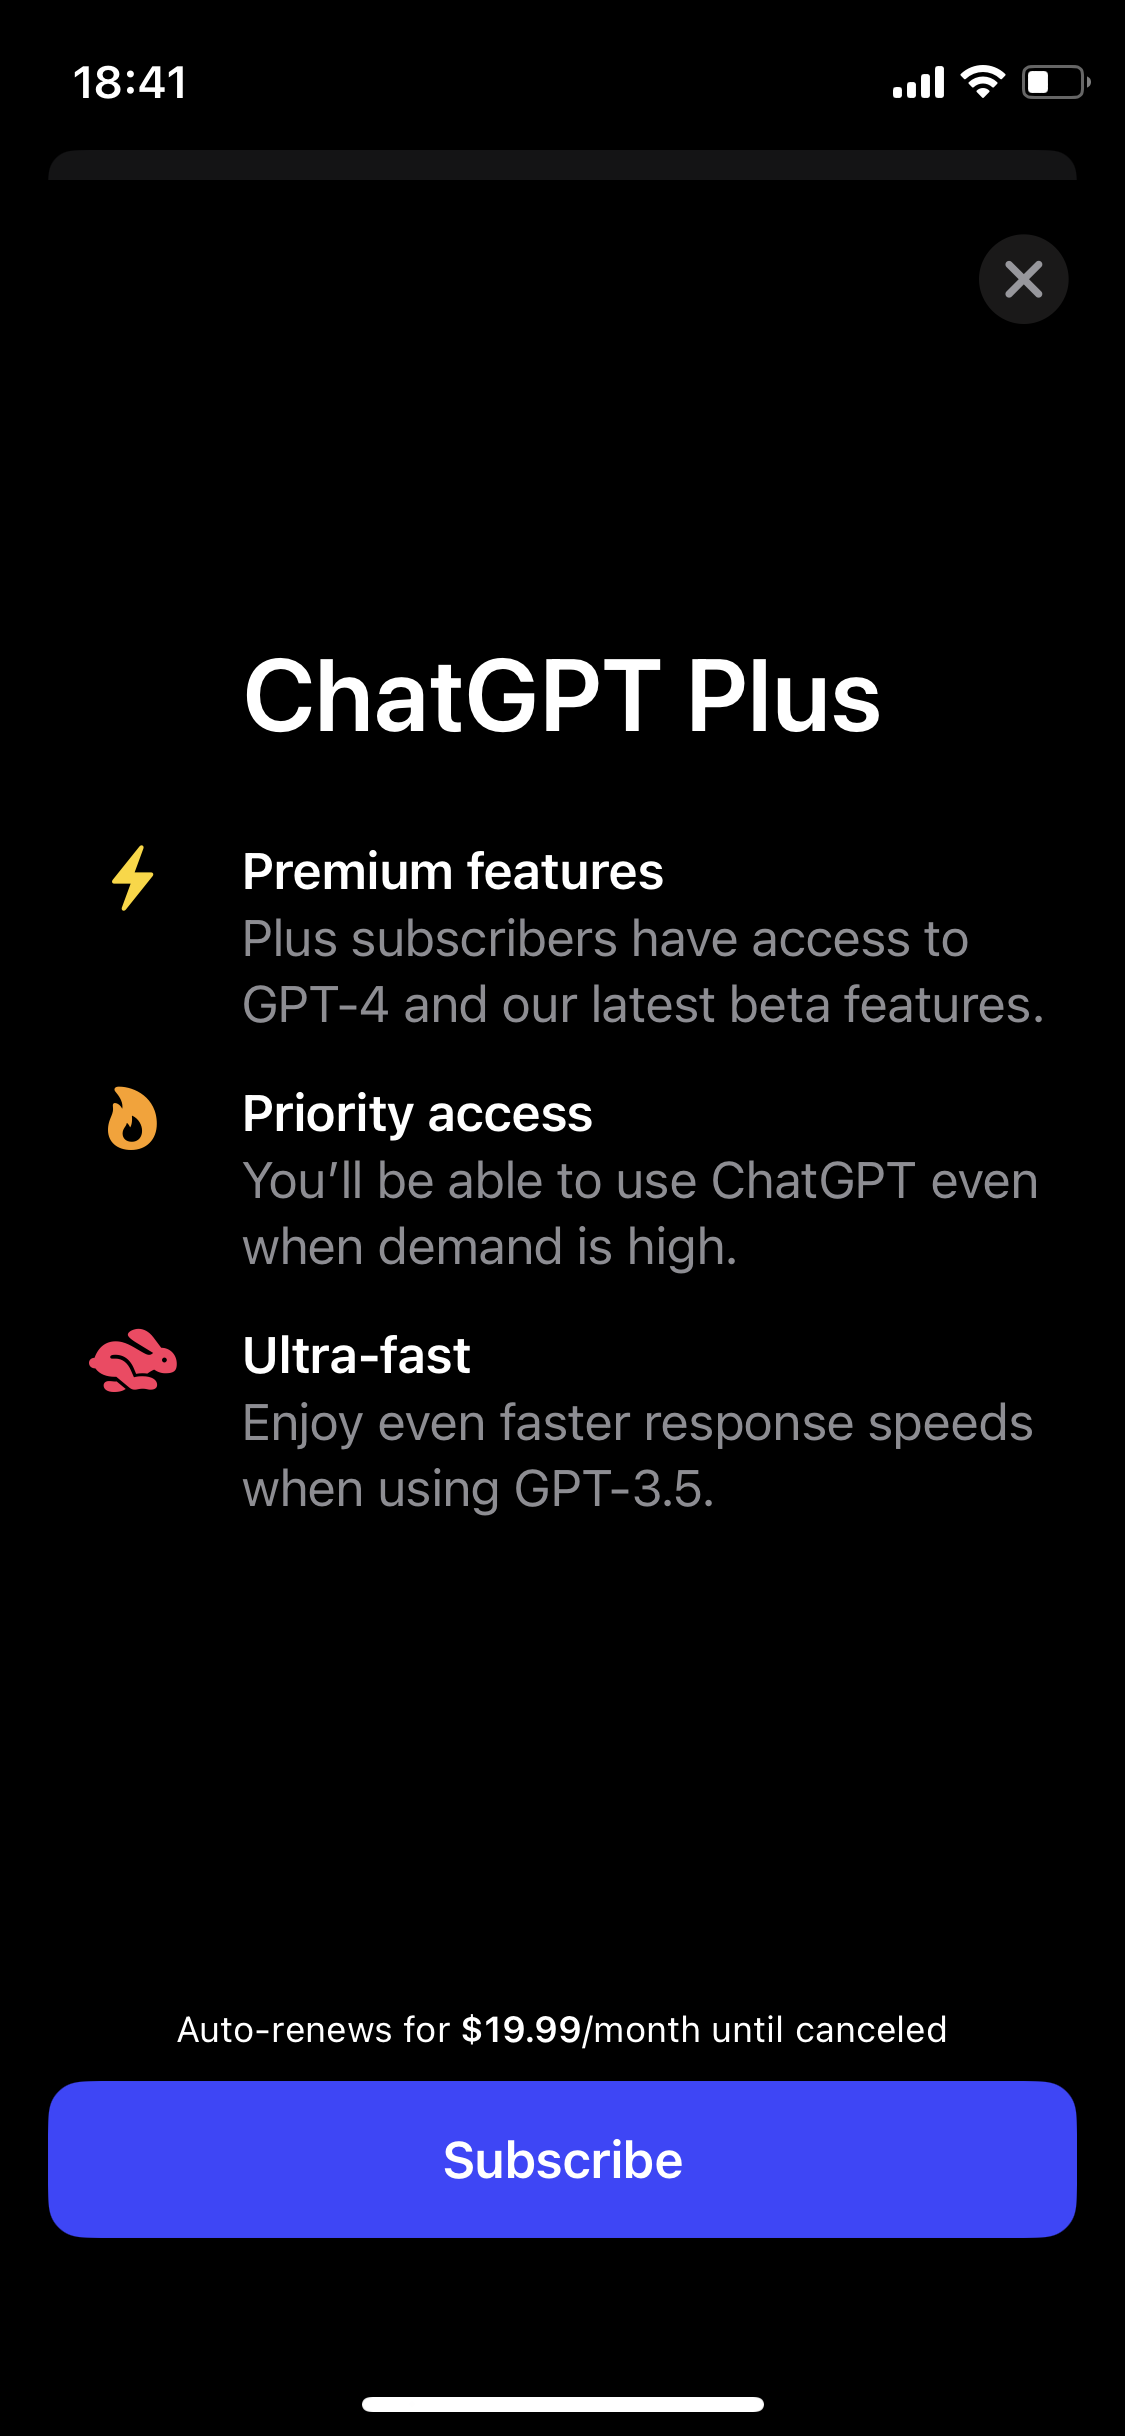 18:41
ChatGPT Plus
Premium features
Plus subscribers have access to
GPT-4 and our latest beta features.
Priority access
You’ll be able to use ChatGPT even
when demand is high.
Ultra-fast
Enjoy even faster response speeds
when using GPT-3.5.
Auto-renews for $19.99/month until canceled
Subscribe